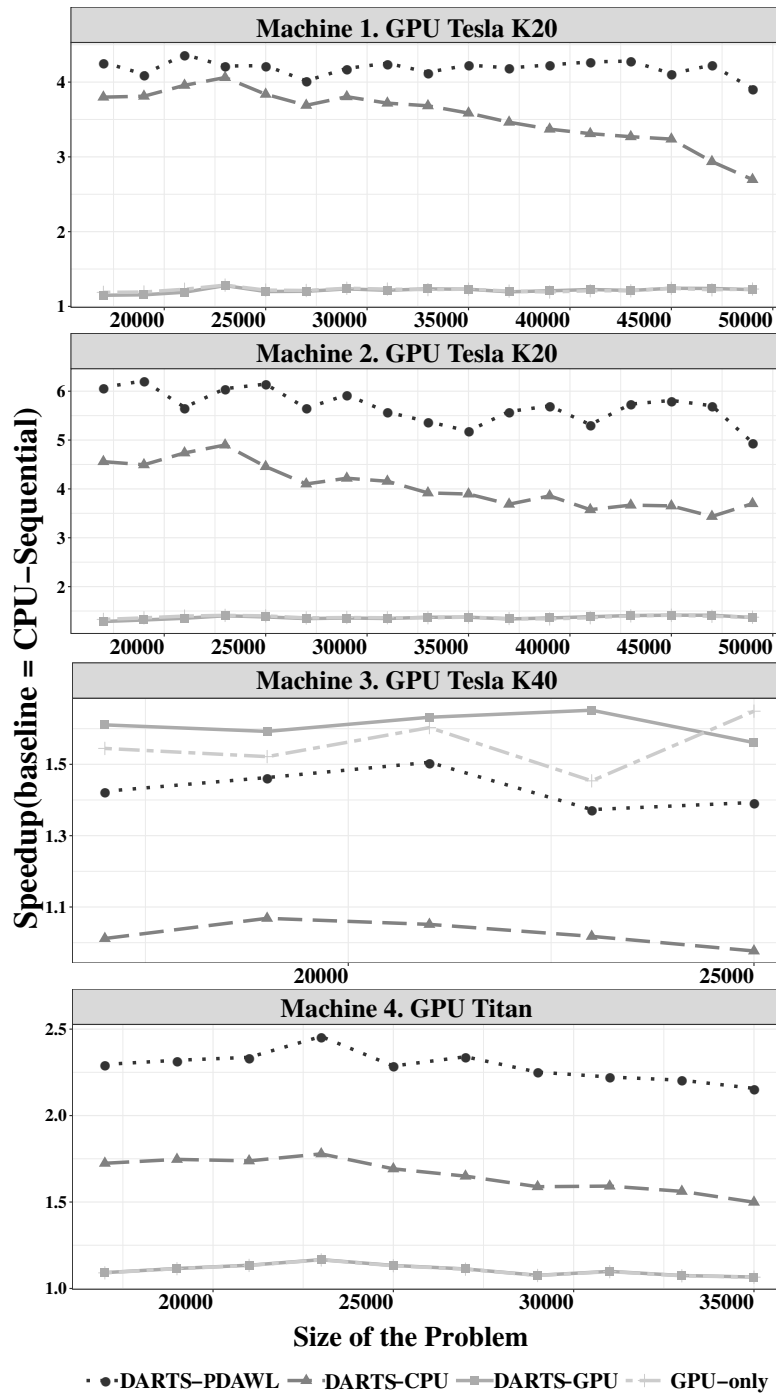 Machine 1. GPU Tesla K20
4
3
2
1
20000 25000 30000 35000 40000 45000 50000
Machine 2. GPU Tesla K20
6
5
4
2
20000 25000 30000 35000 40000 45000 50000
Machine 3. GPU Tesla K40
1.5
1.3
1.1
20000 25000
Machine 4. GPU Titan
2.5
2.0
1.5
1.0
20000 25000 30000 35000
Speedup(baseline = CPU−Sequential)
Size of the Problem
DARTS−PDAWL DARTS−CPU DARTS−GPU GPU−only